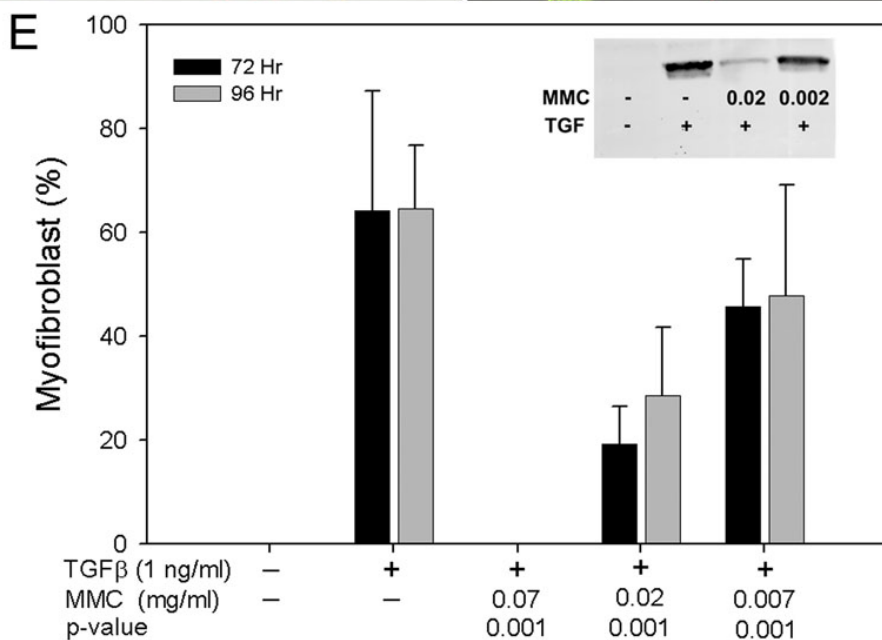 E
100
80
60
40
20
0
Myofibroblast (%)
72 Hr
96 Hr
MMC - - 0.02 0.002
TGF - + + +
TGFβ (1 ng/ml) – + + + +
MMC (mg/ml) – – 0.07 0.02 0.007
p-value 0.001 0.001 0.001